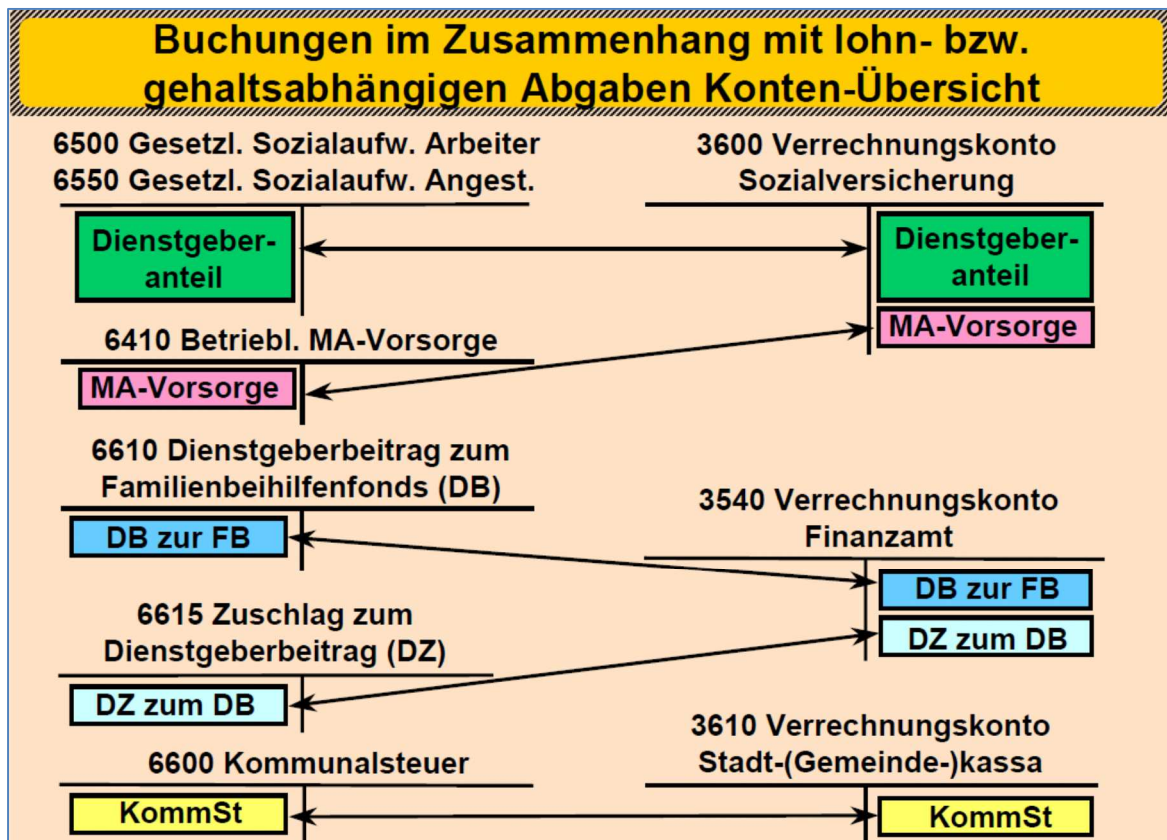 Buchungen im Zusammenhang mit lohn- bzw.
gehaltsabhängigen Abgaben Konten-Übersicht
6500 Gesetzl. Sozialaufw. Arbeiter
6550 Gesetzl. Sozialaufw. Angest.
3600 Verrechnungskonto
Sozialversicherung
Dienstgeber-
anteil
Dienstgeber-
anteil
MA-Vorsorge
6410 Betriebl. MA-Vorsorge
MA-Vorsorge
6610 Dienstgeberbeitrag zum
Familienbeihilfenfonds (DB)
3540 Verrechnungskonto
Finanzamt
DB zur FB
DB zur FB
DZ zum DB
6615 Zuschlag zum
Dienstgeberbeitrag (DZ)
DZ zum DB
3610 Verrechnungskonto
Stadt-(Gemeinde-)kassa
6600 Kommunalsteuer
KommSt
KommSt